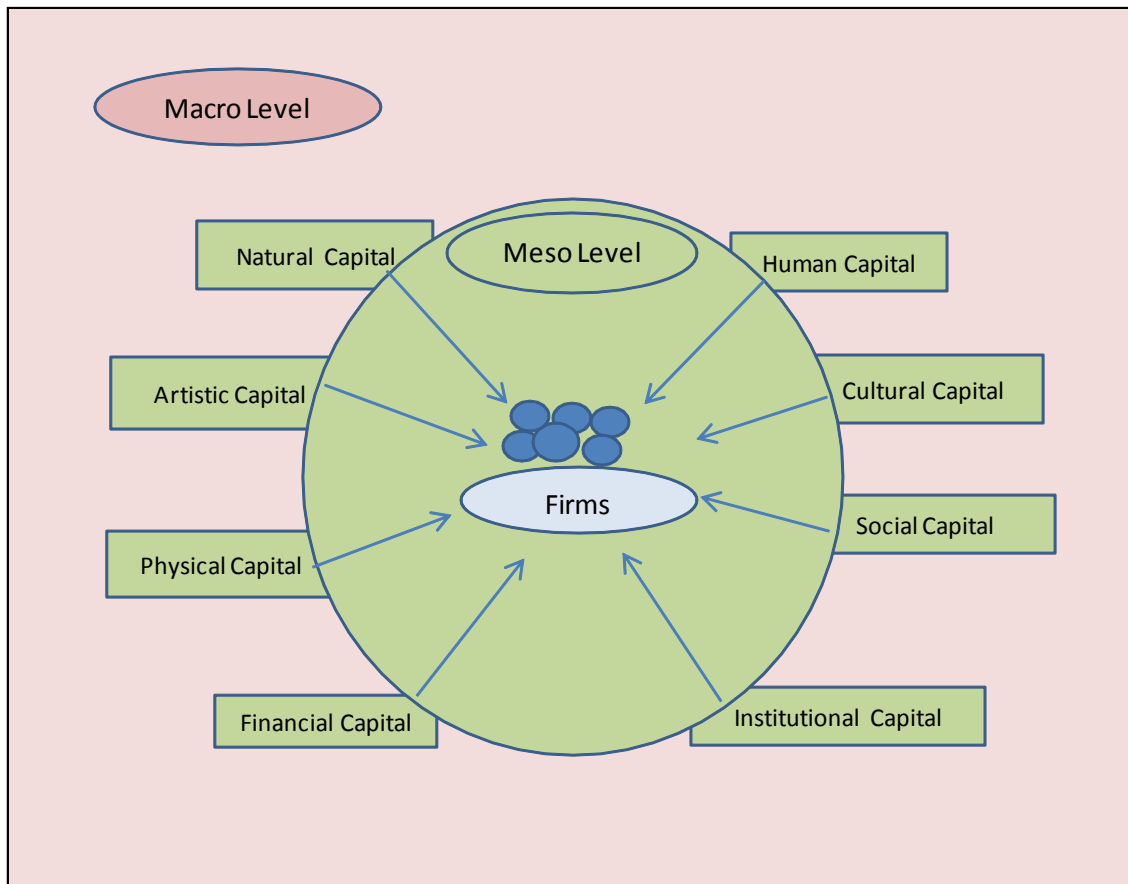 Macro Level
Meso Level
Natural Capital
Human Capital
Artistic Capital
Cultural Capital
Firms
Social Capital
Physical Capital
Financial Capital
Institutional Capital